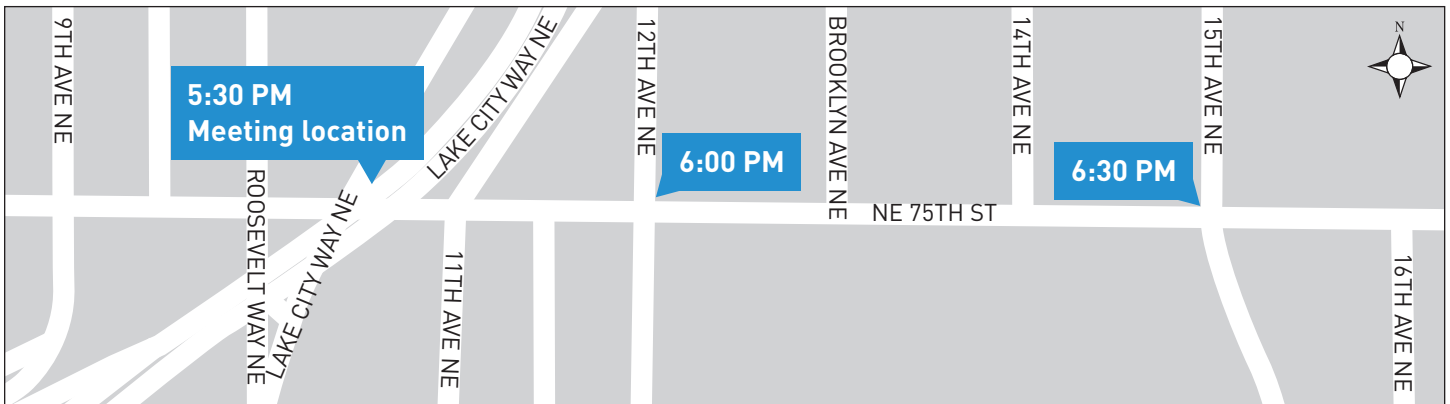 9TH AVE NE
5:30 PM
Meeting location
ROOSEVELT WAY NE
LAKE CITY WAY NE
LAKE CITY WAY NE
11TH AVE NE
12TH AVE NE
6:00 PM
BROOKLYN AVE NE
NE 75TH ST
14TH AVE NE
6:30 PM
15TH AVE NE
16TH AVE NE
N